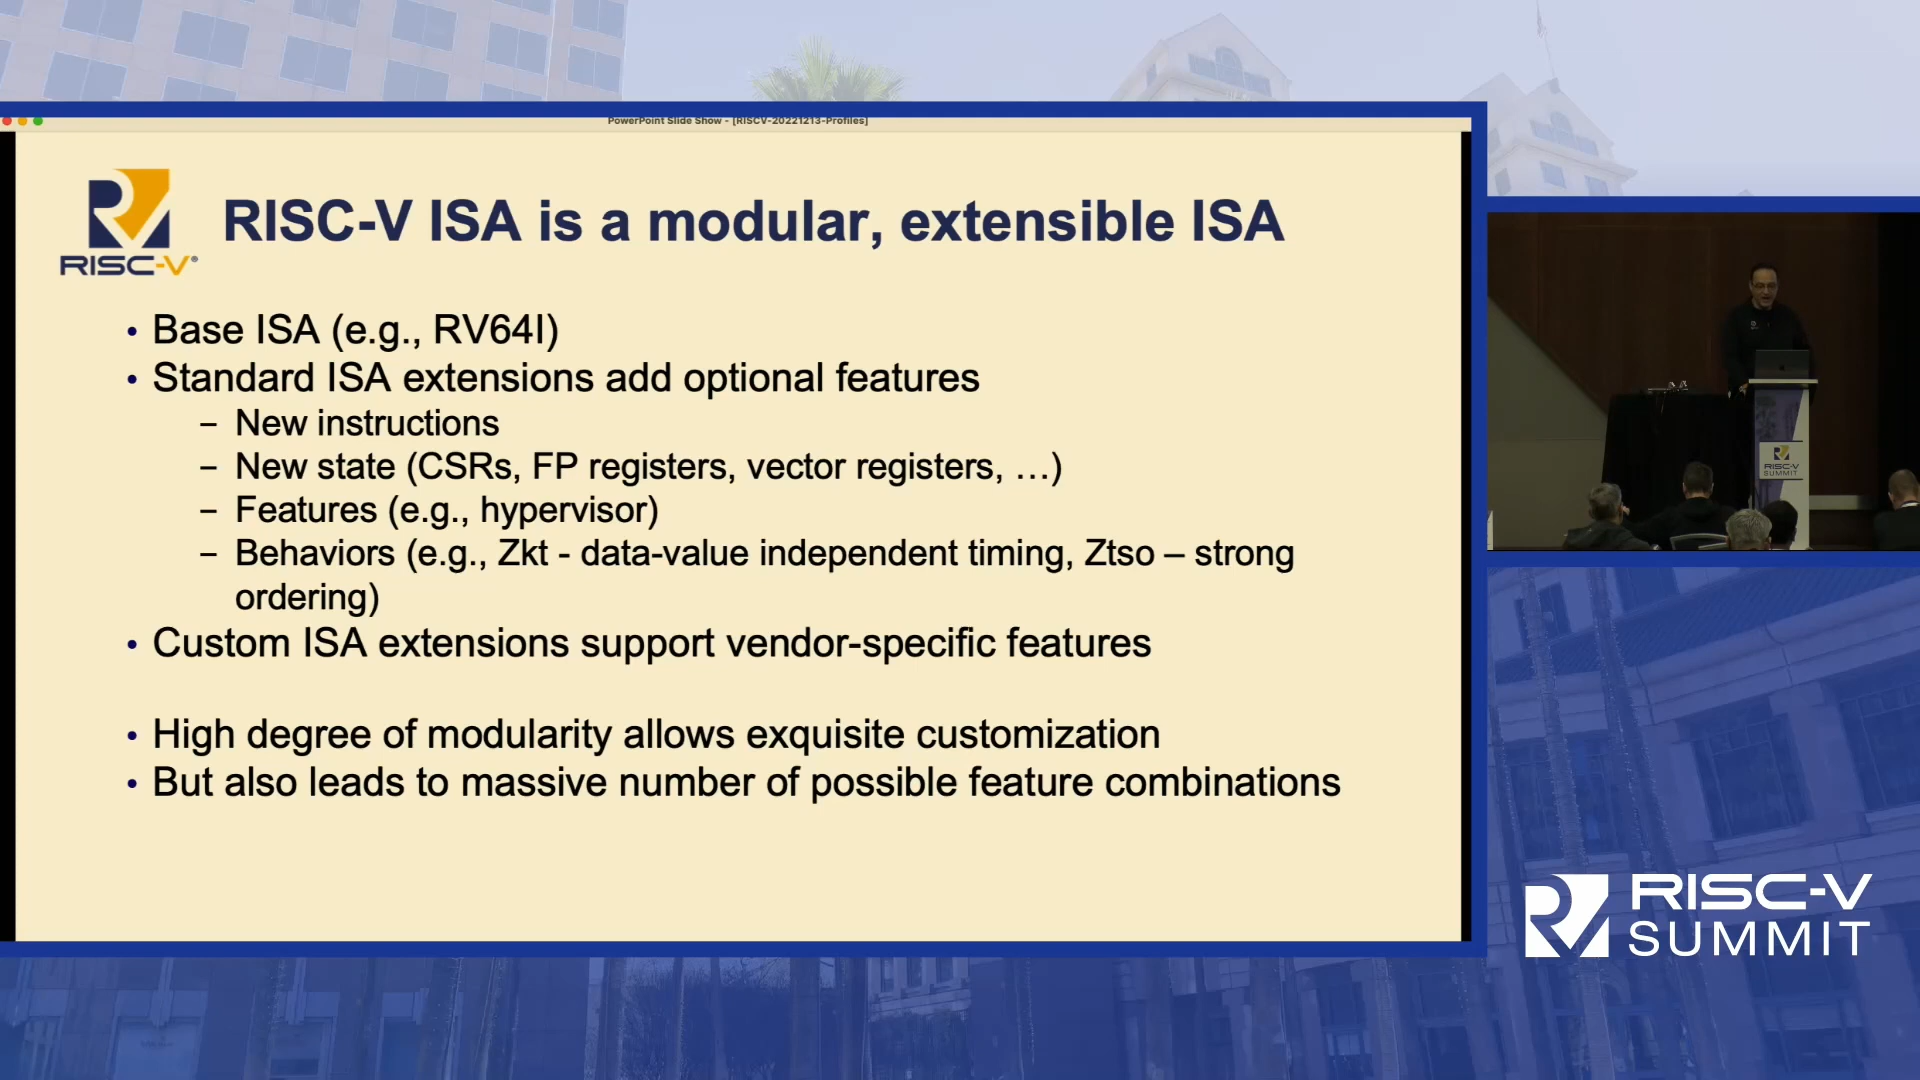 PowerPoint Slide Show - [RISCV-20221213-Profiles]
RISC-V®
RISC-V ISA is a modular, extensible ISA
• Base ISA (e.g., RV64I)
• Standard ISA extensions add optional features
– New instructions
– New state (CSRs, FP registers, vector registers, …)
– Features (e.g., hypervisor)
– Behaviors (e.g., Zkt - data-value independent timing, Ztso – strong
ordering)
• Custom ISA extensions support vendor-specific features
• High degree of modularity allows exquisite customization
• But also leads to massive number of possible feature combinations
RISC-V
SUMMIT
RISC-V
SUMMIT